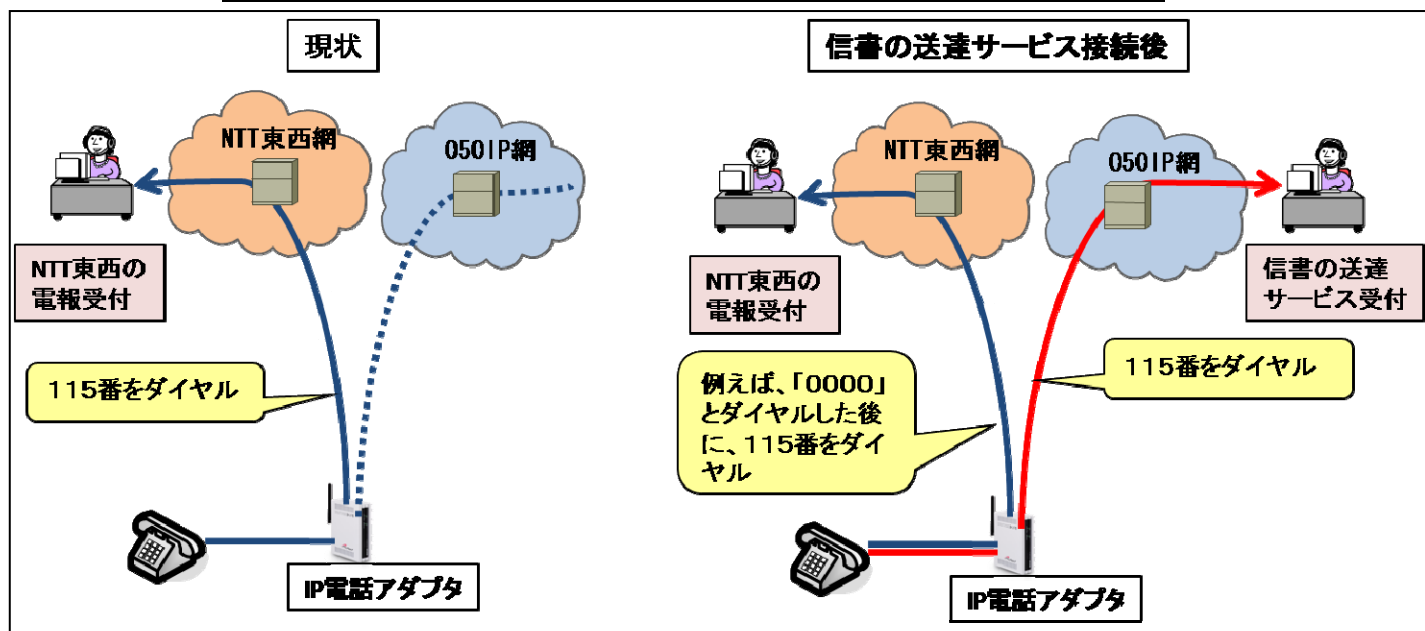 現状
NTT東西網
050IP網
NTT東西の
電報受付
115番をダイヤル
IP電話アダプタ
信書の送達サービス接続後
NTT東西網
050IP網
NTT東西の
電報受付
信書の送達
サービス受付
例えば、「0000」
とダイヤルした後
に、115番をダイ
ヤル
115番をダイヤル
IP電話アダプタ